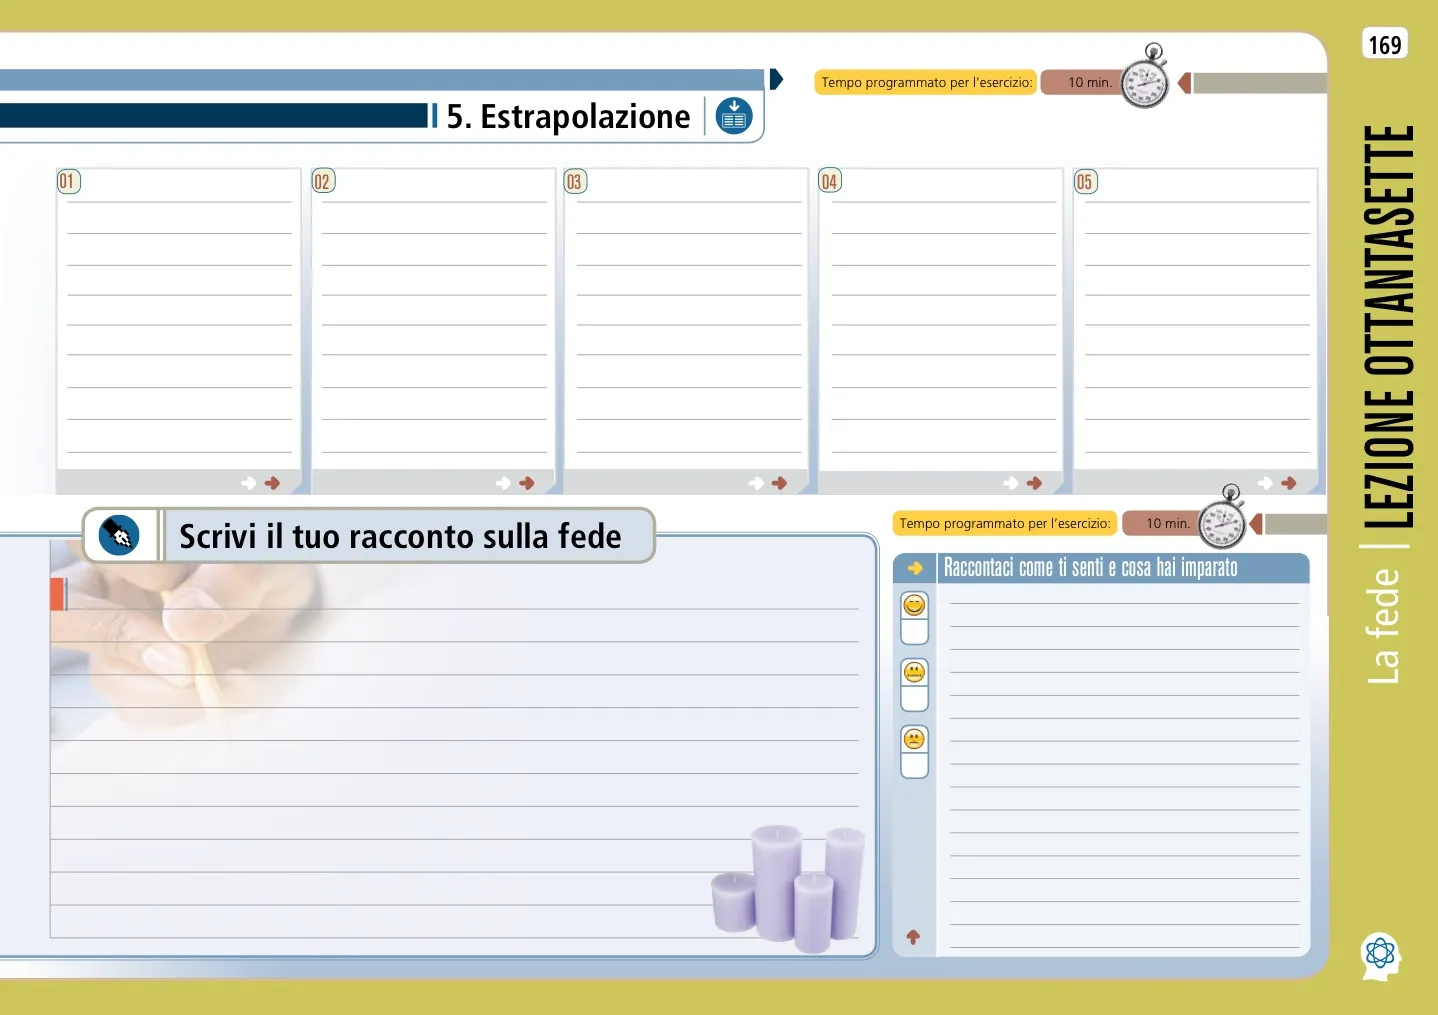 169
Tempo programmato per l'esercizio:
10 min.
5. Estrapolazione
01
02
03
04
05
Scrivi il tuo racconto sulla fede
Tempo programmato per l'esercizio:
10 min.
Raccontaci come ti senti e cosa hai imparato
La fede | LEZIONE OTTANTASETTE